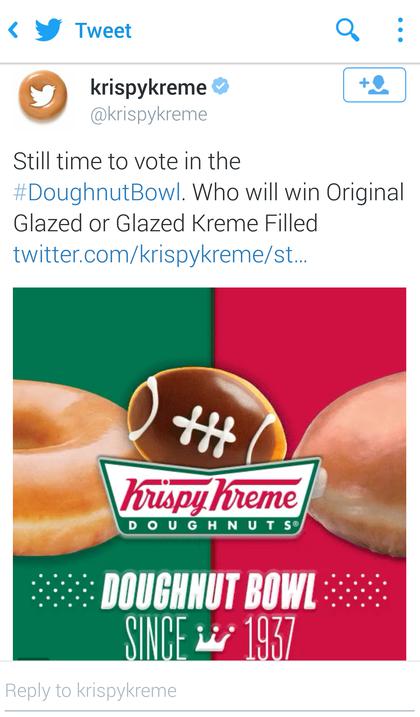 Tweet
krispykreme
@krispykreme
Still time to vote in the
#DoughnutBowl. Who will win Original
Glazed or Glazed Kreme Filled
twitter.com/krispykreme/st...
Krispy Kreme
DOUGHNUTS®
DOUGHNUT BOWL
SINCE 1937
Reply to krispykreme